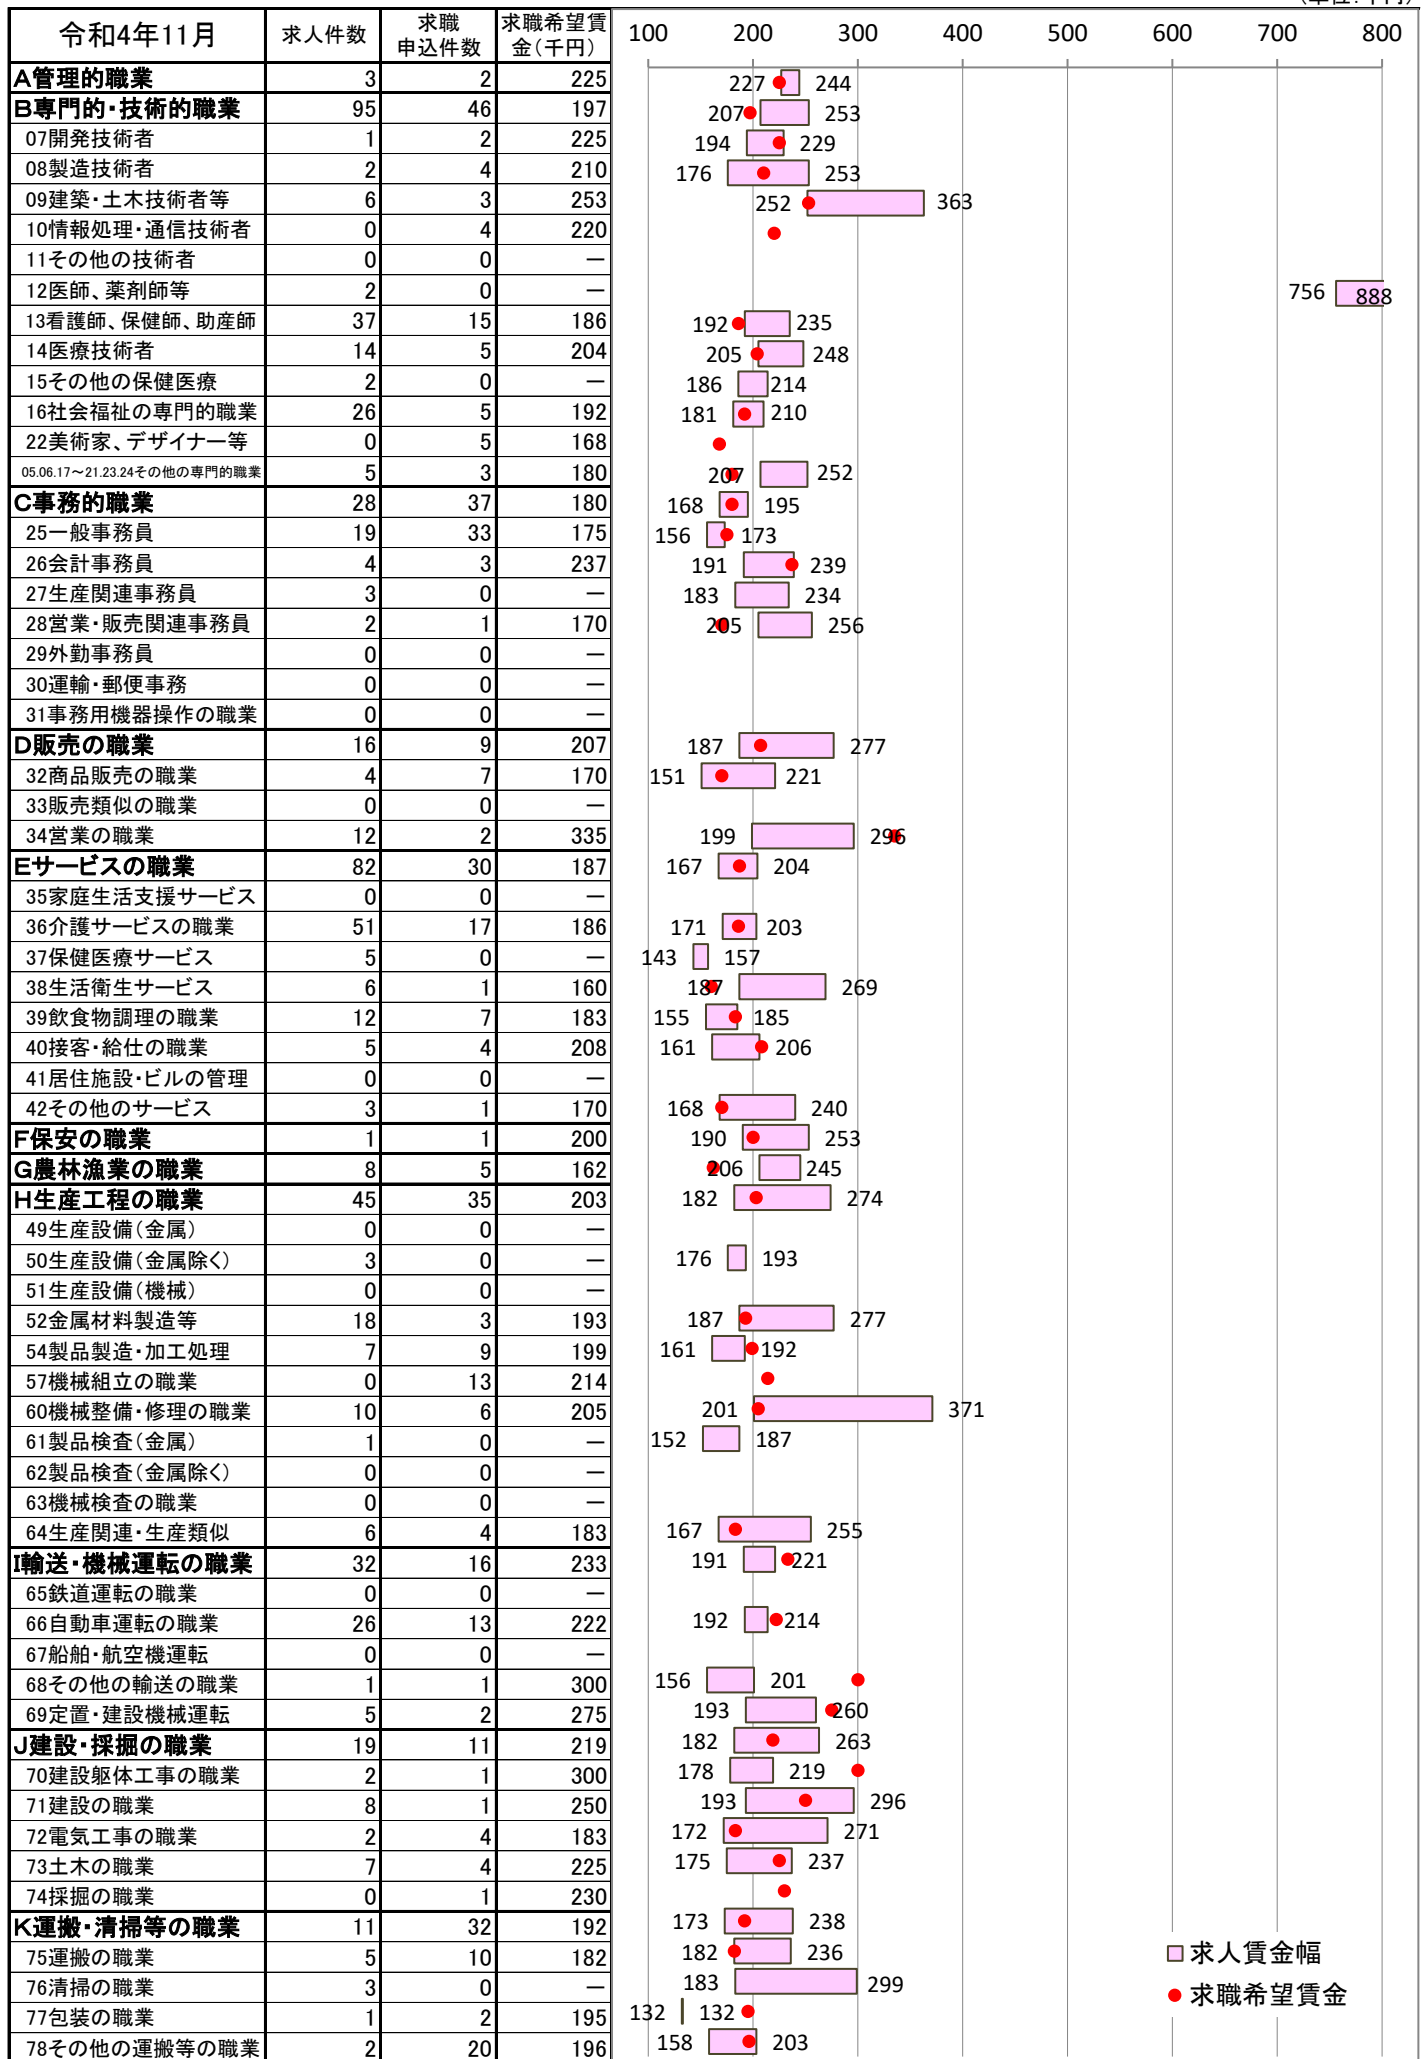 令和4年11月 求人件数 求職申込件数 求職希望賃金(千円) 100 200 300 400 500 600 700 800
A管理的職業 3 2 225 227 244
B専門的・技術的職業 95 46 197 207 253
07開発技術者 1 2 225 194 229
08製造技術者 2 4 210 176 253
09建築・土木技術者等 6 3 253 252 363
10情報処理・通信技術者 0 4 220
11その他の技術者 0 0 ―
12医師、薬剤師等 2 0 ― 756 888
13看護師、保健師、助産師 37 15 186 192 235
14医療技術者 14 5 204 205 248
15その他の保健医療 2 0 ― 186 214
16社会福祉の専門的職業 26 5 192 181 210
22美術家、デザイナー等 0 5 168
05.06.17～21.23.24その他の専門的職業 5 3 180 207 252
C事務的職業 28 37 180 168 195
25一般事務員 19 33 175 156 173
26会計事務員 4 3 237 191 239
27生産関連事務員 3 0 ― 183 234
28営業・販売関連事務員 2 1 170 205 256
29外勤事務員 0 0 ―
30運輸・郵便事務 0 0 ―
31事務用機器操作の職業 0 0 ―
D販売の職業 16 9 207 187 277
32商品販売の職業 4 7 170 151 221
33販売類似の職業 0 0 ―
34営業の職業 12 2 335 199 296
Eサービスの職業 82 30 187 167 204
35家庭生活支援サービス 0 0 ―
36介護サービスの職業 51 17 186 171 203
37保健医療サービス 5 0 ― 143 157
38生活衛生サービス 6 1 160 187 269
39飲食物調理の職業 12 7 183 155 185
40接客・給仕の職業 5 4 208 161 206
41居住施設・ビルの管理 0 0 ―
42その他のサービス 3 1 170 168 240
F保安の職業 1 1 200 190 253
G農林漁業の職業 8 5 162 206 245
H生産工程の職業 45 35 203 182 274
49生産設備(金属) 0 0 ―
50生産設備(金属除く) 3 0 ― 176 193
51生産設備(機械) 0 0 ―
52金属材料製造等 18 3 193 187 277
54製品製造・加工処理 7 9 199 161 192
57機械組立の職業 0 13 214
60機械整備・修理の職業 10 6 205 201 371
61製品検査(金属) 1 0 ― 152 187
62製品検査(金属除く) 0 0 ―
63機械検査の職業 0 0 ―
64生産関連・生産類似 6 4 183 167 255
I輸送・機械運転の職業 32 16 233 191 221
65鉄道運転の職業 0 0 ―
66自動車運転の職業 26 13 222 192 214
67船舶・航空機運転 0 0 ―
68その他の輸送の職業 1 1 300 156 201
69定置・建設機械運転 5 2 275 193 260
J建設・採掘の職業 19 11 219 182 263
70建設躯体工事の職業 2 1 300 178 219
71建設の職業 8 1 250 193 296
72電気工事の職業 2 4 183 172 271
73土木の職業 7 4 225 175 237
74採掘の職業 0 1 230
K運搬・清掃等の職業 11 32 192 173 238
75運搬の職業 5 10 182 182 236
76清掃の職業 3 0 ― 183 299
77包装の職業 1 2 195 132 132
78その他の運搬等の職業 2 20 196 158 203
求人賃金幅
求職希望賃金